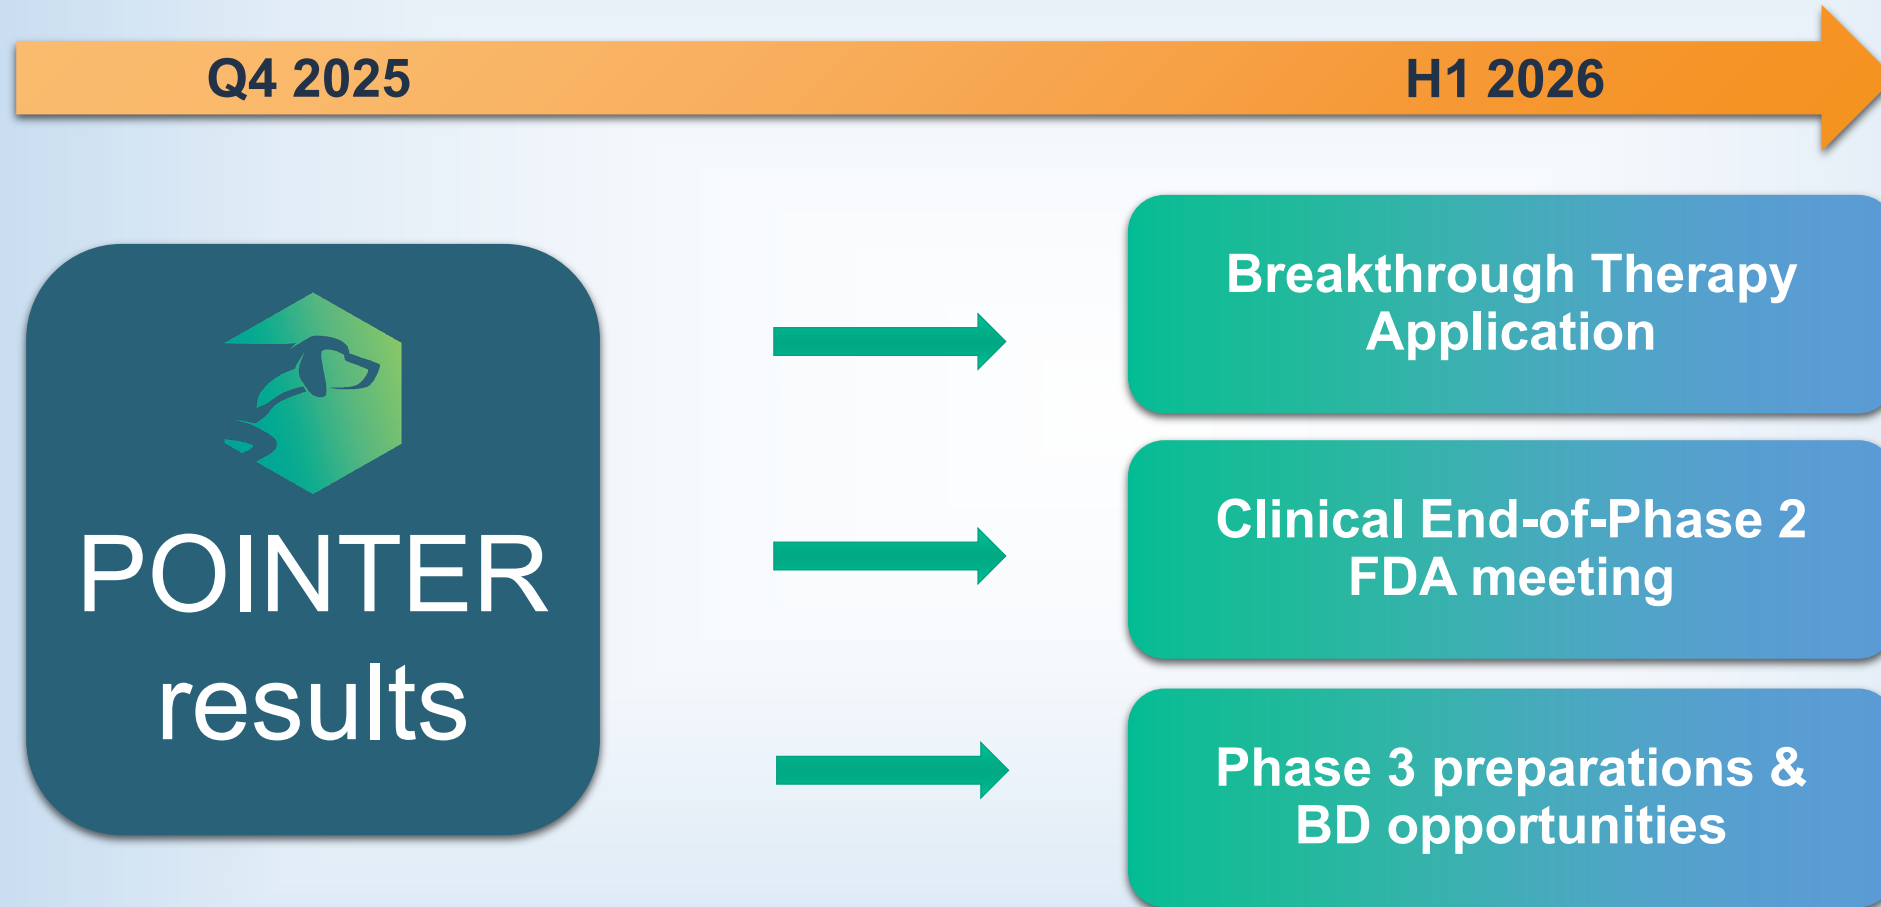 Q4 2025
H1 2026
POINTER
results
Breakthrough Therapy
Application
Clinical End-of-Phase 2
FDA meeting
Phase 3 preparations &
BD opportunities